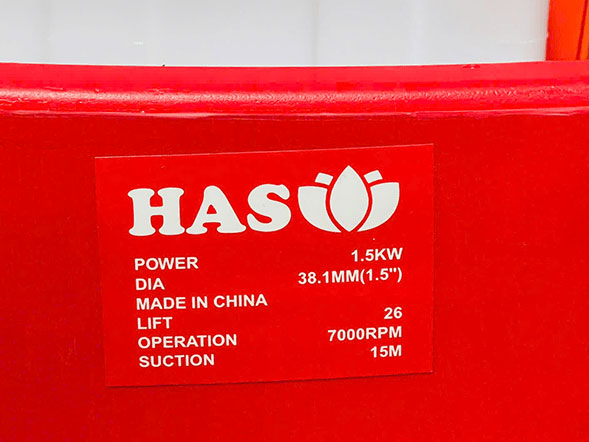 HAS
POWER 1.5KW
DIA 38.1MM(1.5")
MADE IN CHINA
LIFT 26
OPERATION 7000RPM
SUCTION 15M